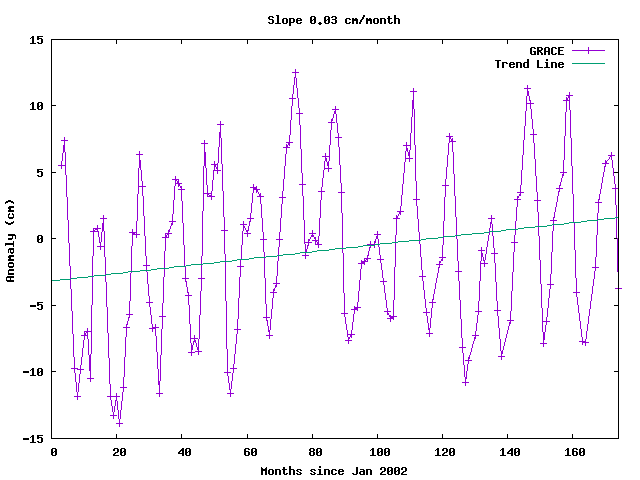 Slope 0.03 cm/month
15
GRACE
Trend Line
10
5
0
-5
-10
-15
Anomaly (cm)
0 20 40 60 80 100 120 140 160
Months since Jan 2002